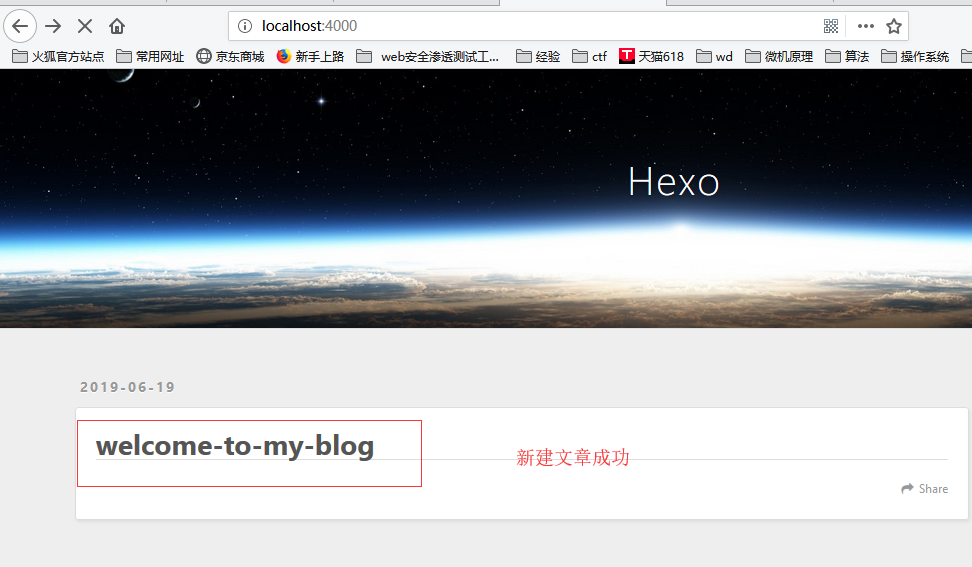 localhost:4000
火狐官方站点 常用网址 京东商城 新手上路 web安全渗透测试工... 经验 ctf T 天猫618 wd 微机原理 算法 操作系统
Hexo
2019-06-19
welcome-to-my-blog
新建文章成功
Share